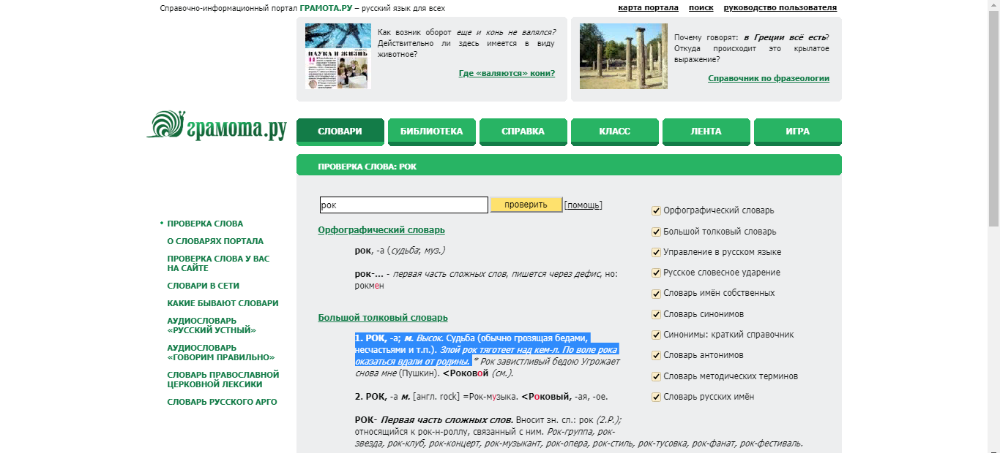 Справочно-информационный портал ГРАМОТА.РУ – русский язык для всех
карта портала поиск руководство пользователя
Как возник оборот еще и конь не валялся?
Действительно ли здесь имеется в виду
животное?
Где «валяются» кони?
НАУКА И ЖИЗНЬ
Почему говорят: в Греции всё есть?
Откуда происходит это крылатое
выражение?
Справочник по фразеологии
грамота.ру
СЛОВАРИ БИБЛИОТЕКА СПРАВКА КЛАСС ЛЕНТА ИГРА
ПРОВЕРКА СЛОВА: РОК
ПРОВЕРКА СЛОВА
О СЛОВАРЯХ ПОРТАЛА
ПРОВЕРКА СЛОВА У ВАС
НА САЙТЕ
СЛОВАРИ В СЕТИ
КАКИЕ БЫВАЮТ СЛОВАРИ
АУДИОСЛОВАРЬ
«РУССКИЙ УСТНЫЙ»
АУДИОСЛОВАРЬ
«ГОВОРИМ ПРАВИЛЬНО»
СЛОВАРЬ ПРАВОСЛАВНОЙ
ЦЕРКОВНОЙ ЛЕКСИКИ
СЛОВАРЬ РУССКОГО АРГО
рок проверить [помощь]
Орфографический словарь
рок, -а (судьба; муз.)
рок-... - первая часть сложных слов, пишется через дефис, но:
рокмен
Большой толковый словарь
1. РОК, -а; м. Высок. Судьба (обычно грозящая бедами,
несчастьями и т.п.). Злой рок тяготеет над кем-л. По воле рока
оказаться вдали от родины. * Рок завистливый бедою Угрожает
снова мне (Пушкин). <Роковой (см.).
2. РОК, -а м. [англ. rock] =Рок-музыка. <Роковый, -ая, -ое.
РОК- Первая часть сложных слов. Вносит зн. сл.: рок (2.Р.);
относящийся к рок-н-роллу, связанный с ним. Рок-группа, рок-
звезда, рок-клуб, рок-концерт, рок-музыкант, рок-опера, рок-стиль, рок-тусовка, рок-фанат, рок-фестиваль.
Орфографический словарь
Большой толковый словарь
Управление в русском языке
Русское словесное ударение
Словарь имён собственных
Словарь синонимов
Синонимы: краткий справочник
Словарь антонимов
Словарь методических терминов
Словарь русских имён